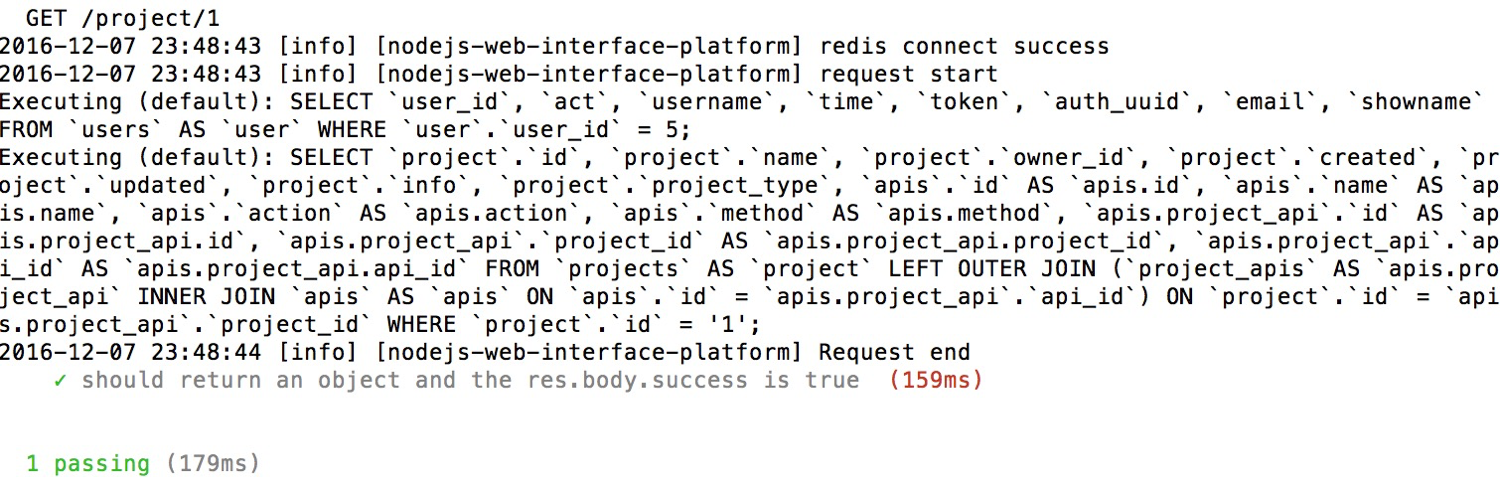 GET /project/1
2016-12-07 23:48:43 [info] [nodejs-web-interface-platform] redis connect success
2016-12-07 23:48:43 [info] [nodejs-web-interface-platform] request start
Executing (default): SELECT `user_id`, `act`, `username`, `time`, `token`, `auth_uuid`, `email`, `showname`
FROM `users` AS `user` WHERE `user`.`user_id` = 5;
Executing (default): SELECT `project`.`id`, `project`.`name`, `project`.`owner_id`, `project`.`created`, `pr
oject`.`updated`, `project`.`info`, `project`.`project_type`, `apis`.`id` AS `apis.id`, `apis`.`name` AS `ap
is.name`, `apis`.`action` AS `apis.action`, `apis`.`method` AS `apis.method`, `apis.project_api`.`id` AS `ap
is.project_api.id`, `apis.project_api`.`project_id` AS `apis.project_api.project_id`, `apis.project_api`.`ap
i_id` AS `apis.project_api.api_id` FROM `projects` AS `project` LEFT OUTER JOIN (`project_apis` AS `apis.pro
ject_api` INNER JOIN `apis` AS `apis` ON `apis`.`id` = `apis.project_api`.`api_id`) ON `project`.`id` = `api
s.project_api`.`project_id` WHERE `project`.`id` = '1';
2016-12-07 23:48:44 [info] [nodejs-web-interface-platform] Request end
✓ should return an object and the res.body.success is true (159ms)
1 passing (179ms)